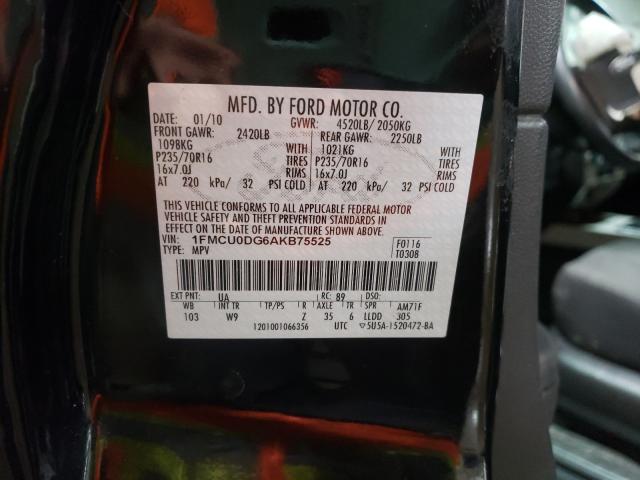 MFD. BY FORD MOTOR CO.
DATE: 01/10 GVWR: 4520LB/ 2050KG
FRONT GAWR: 2420LB REAR GAWR: 2250LB
1098KG WITH 1021KG WITH
P235/70R16 TIRES P235/70R16 TIRES
16x7.0J RIMS 16x7.0J RIMS
AT 220 kPa/ 32 PSI COLD AT 220 kPa/ 32 PSI COLD
THIS VEHICLE CONFORMS TO ALL APPLICABLE FEDERAL MOTOR
VEHICLE SAFETY AND THEFT PREVENTION STANDARDS IN
EFFECT ON THE DATE OF MANUFACTURE SHOWN ABOVE.
VIN: 1FMCU0DG6AKB75525 F0116
TYPE: MPV T0308
EXT PNT: UA RC: 89 DSO:
WB INT TR TP/PS R AXLE TR SPR AM71F
103 W9 Z 35 6 LLDD 305
1201001066356 UTC 5U5A-1520472-BA